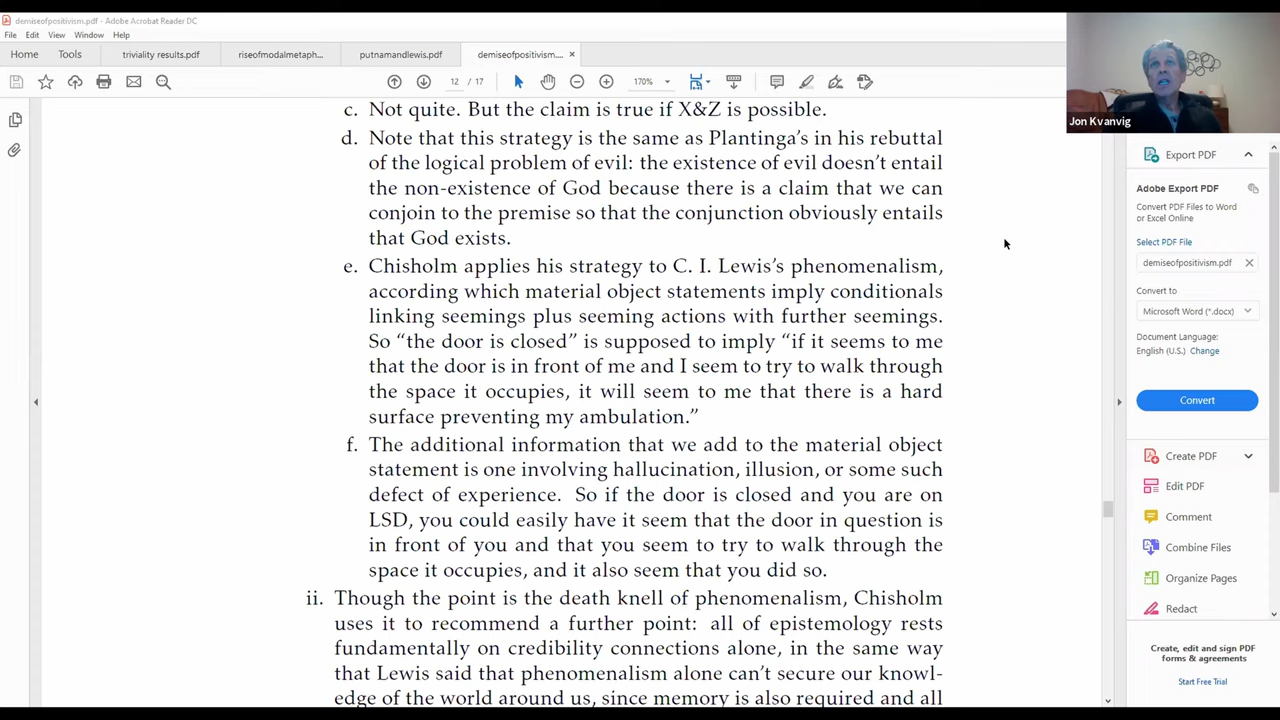 demiseofpositivism.pdf - Adobe Acrobat Reader DC
File Edit View Window Help
Home Tools triviality results.pdf riseofmodalmetaph... putnamandlewis.pdf demiseofpositivism.... ×
12 / 17 170%
Jon Kvanvig
c. Not quite. But the claim is true if X&Z is possible.
d. Note that this strategy is the same as Plantinga's in his rebuttal
of the logical problem of evil: the existence of evil doesn't entail
the non-existence of God because there is a claim that we can
conjoin to the premise so that the conjunction obviously entails
that God exists.
e. Chisholm applies his strategy to C. I. Lewis's phenomenalism,
according which material object statements imply conditionals
linking seemings plus seeming actions with further seemings.
So “the door is closed” is supposed to imply “if it seems to me
that the door is in front of me and I seem to try to walk through
the space it occupies, it will seem to me that there is a hard
surface preventing my ambulation.”
f. The additional information that we add to the material object
statement is one involving hallucination, illusion, or some such
defect of experience. So if the door is closed and you are on
LSD, you could easily have it seem that the door in question is
in front of you and that you seem to try to walk through the
space it occupies, and it also seem that you did so.
ii. Though the point is the death knell of phenomenalism, Chisholm
uses it to recommend a further point: all of epistemology rests
fundamentally on credibility connections alone, in the same way
that Lewis said that phenomenalism alone can't secure our knowl-
edge of the world around us, since memory is also required and all
Export PDF
Adobe Export PDF
Convert PDF Files to Word
or Excel Online
Select PDF File
demiseofpositivism.pdf
Convert to
Microsoft Word (*.docx)
Document Language:
English (U.S.) Change
Convert
Create PDF
Edit PDF
Comment
Combine Files
Organize Pages
Redact
Create, edit and sign PDF
forms & agreements
Start Free Trial